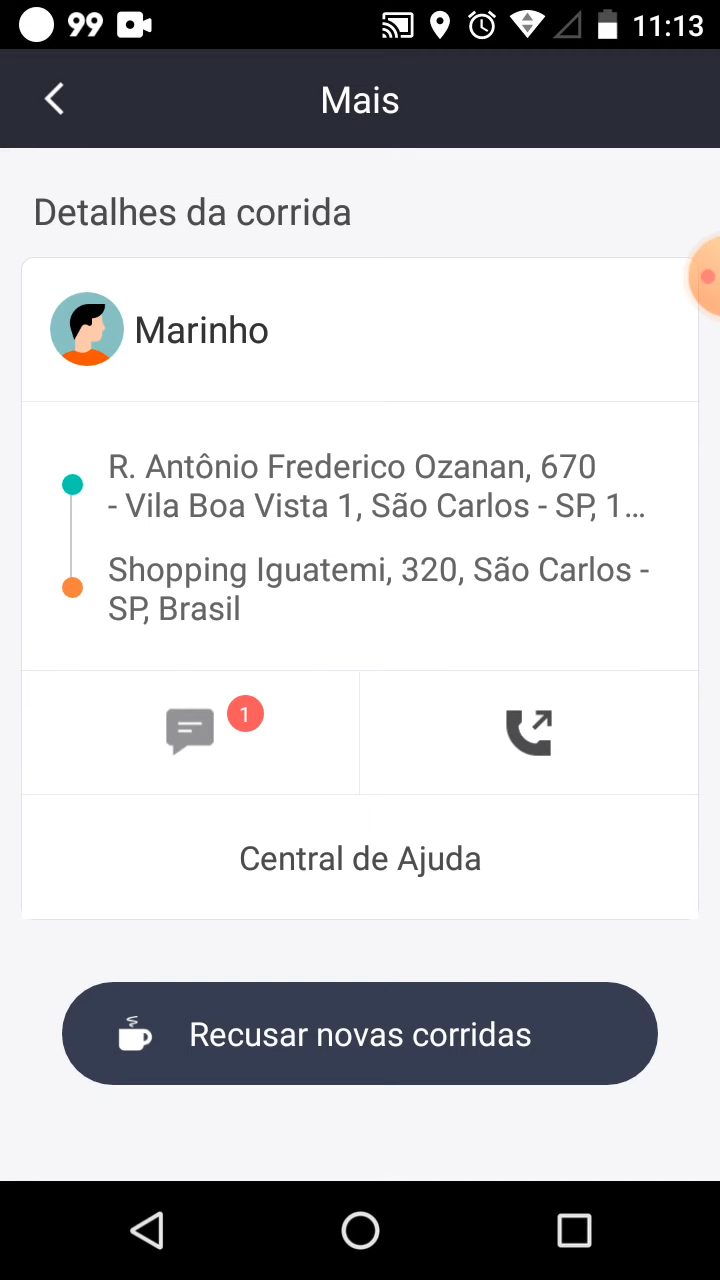 99
11:13
Mais
Detalhes da corrida
Marinho
R. Antônio Frederico Ozanan, 670
- Vila Boa Vista 1, São Carlos - SP, 1...
Shopping Iguatemi, 320, São Carlos -
SP, Brasil
1
Central de Ajuda
Recusar novas corridas